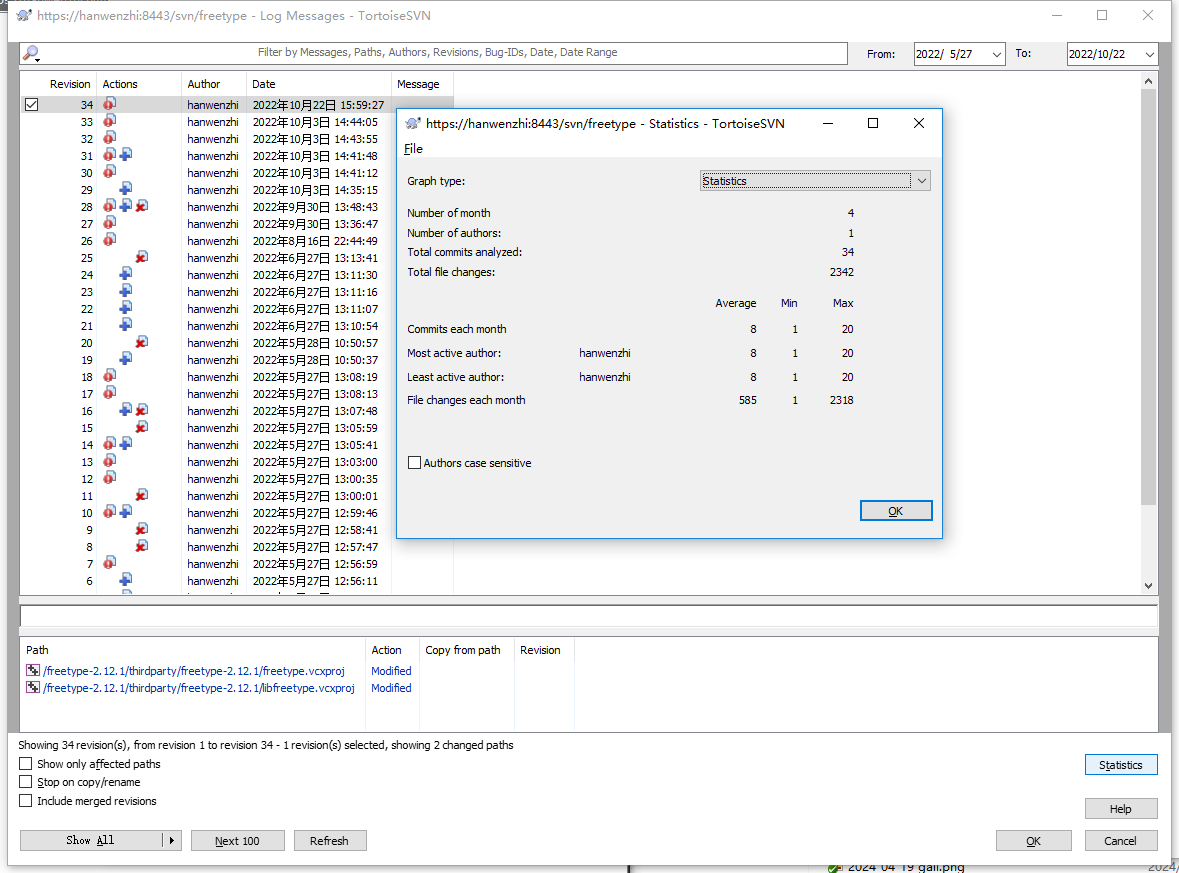 https://hanwenzhi:8443/svn/freetype - Log Messages - TortoiseSVN
Filter by Messages, Paths, Authors, Revisions, Bug-IDs, Date, Date Range
From: 2022/ 5/27 To: 2022/10/22
Revision Actions Author Date Message
34 hanwenzhi 2022年10月22日 15:59:27
33 hanwenzhi 2022年10月3日 14:44:05
32 hanwenzhi 2022年10月3日 14:43:55
31 hanwenzhi 2022年10月3日 14:41:48
30 hanwenzhi 2022年10月3日 14:41:12
29 hanwenzhi 2022年10月3日 14:35:15
28 hanwenzhi 2022年9月30日 13:48:43
27 hanwenzhi 2022年9月30日 13:36:47
26 hanwenzhi 2022年8月16日 22:44:49
25 hanwenzhi 2022年6月27日 13:13:41
24 hanwenzhi 2022年6月27日 13:11:30
23 hanwenzhi 2022年6月27日 13:11:16
22 hanwenzhi 2022年6月27日 13:11:07
21 hanwenzhi 2022年6月27日 13:10:54
20 hanwenzhi 2022年5月28日 10:50:57
19 hanwenzhi 2022年5月28日 10:50:37
18 hanwenzhi 2022年5月27日 13:08:19
17 hanwenzhi 2022年5月27日 13:08:13
16 hanwenzhi 2022年5月27日 13:07:48
15 hanwenzhi 2022年5月27日 13:05:59
14 hanwenzhi 2022年5月27日 13:05:41
13 hanwenzhi 2022年5月27日 13:03:00
12 hanwenzhi 2022年5月27日 13:00:35
11 hanwenzhi 2022年5月27日 13:00:01
10 hanwenzhi 2022年5月27日 12:59:46
9 hanwenzhi 2022年5月27日 12:58:41
8 hanwenzhi 2022年5月27日 12:57:47
7 hanwenzhi 2022年5月27日 12:56:59
6 hanwenzhi 2022年5月27日 12:56:11
https://hanwenzhi:8443/svn/freetype - Statistics - TortoiseSVN
File
Graph type: Statistics
Number of month 4
Number of authors: 1
Total commits analyzed: 34
Total file changes: 2342
Average Min Max
Commits each month 8 1 20
Most active author: hanwenzhi 8 1 20
Least active author: hanwenzhi 8 1 20
File changes each month 585 1 2318
Authors case sensitive
OK
Path Action Copy from path Revision
/freetype-2.12.1/thirdparty/freetype-2.12.1/freetype.vcxproj Modified
/freetype-2.12.1/thirdparty/freetype-2.12.1/libfreetype.vcxproj Modified
Showing 34 revision(s), from revision 1 to revision 34 - 1 revision(s) selected, showing 2 changed paths
Show only affected paths
Stop on copy/rename
Include merged revisions
Statistics
Help
Show All Next 100 Refresh OK Cancel